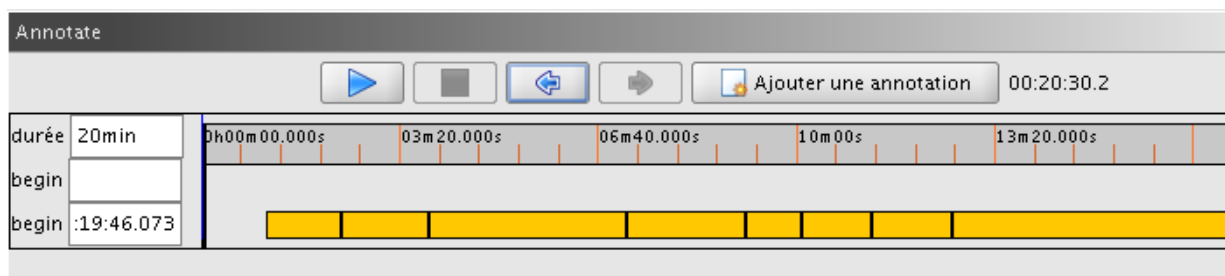 Annotate
Ajouter une annotation 00:20:30.2
durée 20min 0h00m00.000s 03m20.000s 06m40.000s 10m00s 13m20.000s
begin
begin :19:46.073